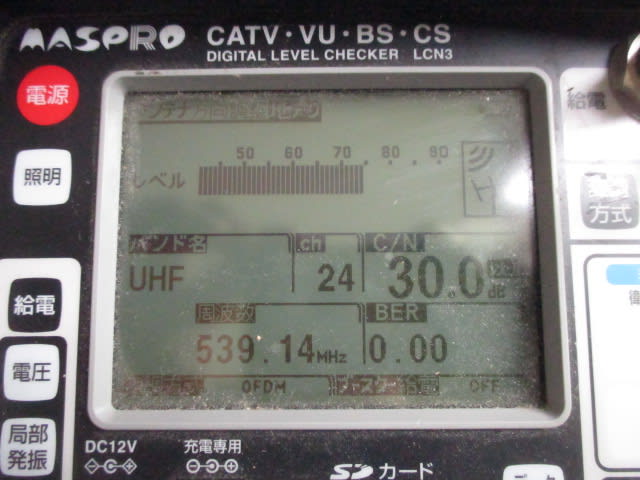 MASPRO CATV・VU・BS・CS
DIGITAL LEVEL CHECKER LCN3
電源
照明
給電
電圧
局部
発振
給電
方式
50 60 70 80 90
レベル
バンド名
UHF
ch
24
C/N
30.0 dB
周波数
539.14MHz
BER
0.00
OFDM
OFF
DC12V
充電専用
SDカード